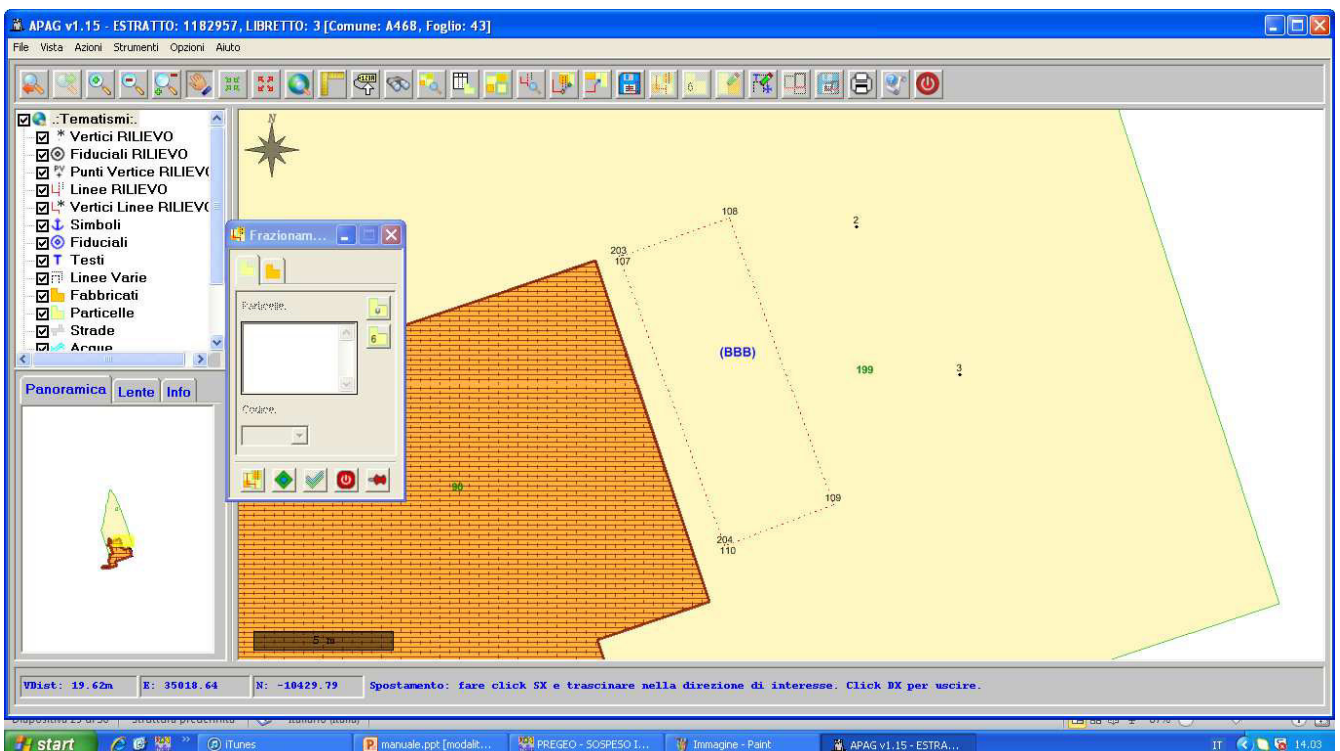 APAG v1.15 - ESTRATTO: 1182957, LIBRETTO: 3 [Comune: A468, Foglio: 43]
File Vista Azioni Strumenti Opzioni Aiuto
.:Tematismi:.
Vertici RILIEVO
Fiduciali RILIEVO
Punti Vertice RILIEV
Linee RILIEVO
Vertici Linee RILIEV
Simboli
Fiduciali
Testi
Linee Varie
Fabbricati
Particelle
Strade
Acque
Panoramica Lente Info
N
Frazionam...
Particelle.
6
Codice.
108
2
203
107
(BBB)
199
3
90
109
204
110
5 m
VDist: 19.62m E: 35018.64 N: -10429.79 Spostamento: fare click SX e trascinare nella direzione di interesse. Click DX per uscire.
start iTunes manuale.ppt [modalit... PREGEO - SOSPESO I... Immagine - Paint APAG v1.15 - ESTRA... IT 14.03